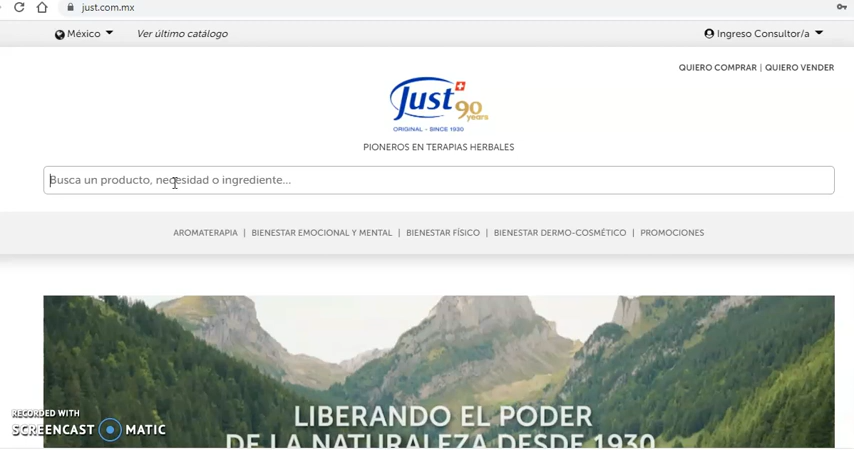 just.com.mx
México Ver último catálogo Ingreso Consultor/a
QUIERO COMPRAR | QUIERO VENDER
Just 90 years
ORIGINAL - SINCE 1930
PIONEROS EN TERAPIAS HERBALES
Busca un producto, necesidad o ingrediente...
AROMATERAPIA | BIENESTAR EMOCIONAL Y MENTAL | BIENESTAR FÍSICO | BIENESTAR DERMO-COSMÉTICO | PROMOCIONES
LIBERANDO EL PODER
DE LA NATURALEZA DESDE 1930
RECORDED WITH
SCREENCAST MATIC